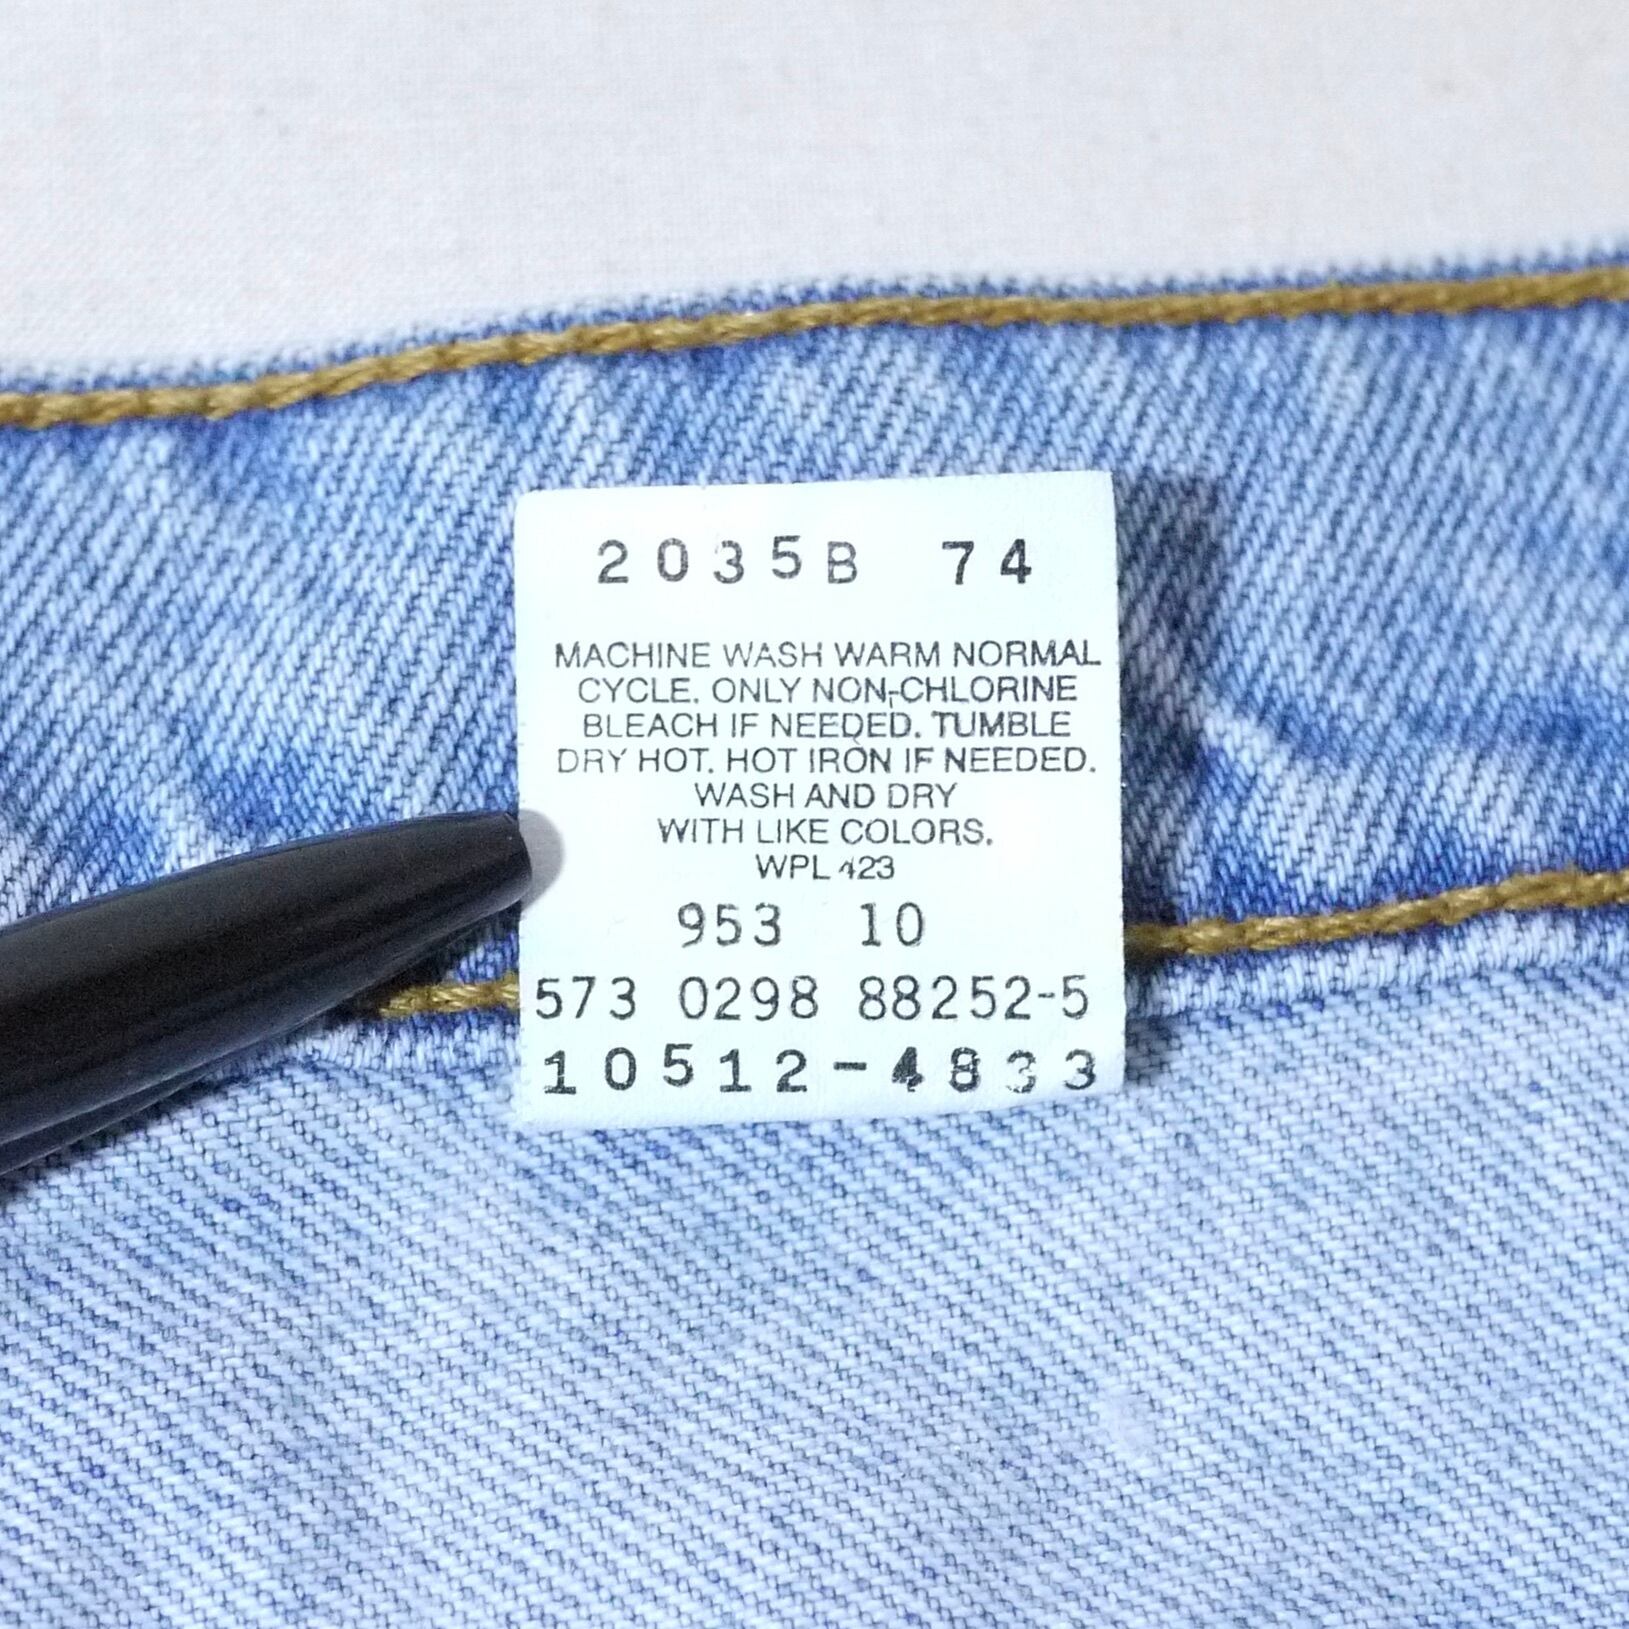 2035B 74
MACHINE WASH WARM NORMAL
CYCLE. ONLY NON-CHLORINE
BLEACH IF NEEDED. TUMBLE
DRY HOT. HOT IRON IF NEEDED.
WASH AND DRY
WITH LIKE COLORS.
WPL 423
953 10
573 0298 88252-5
10512-4833